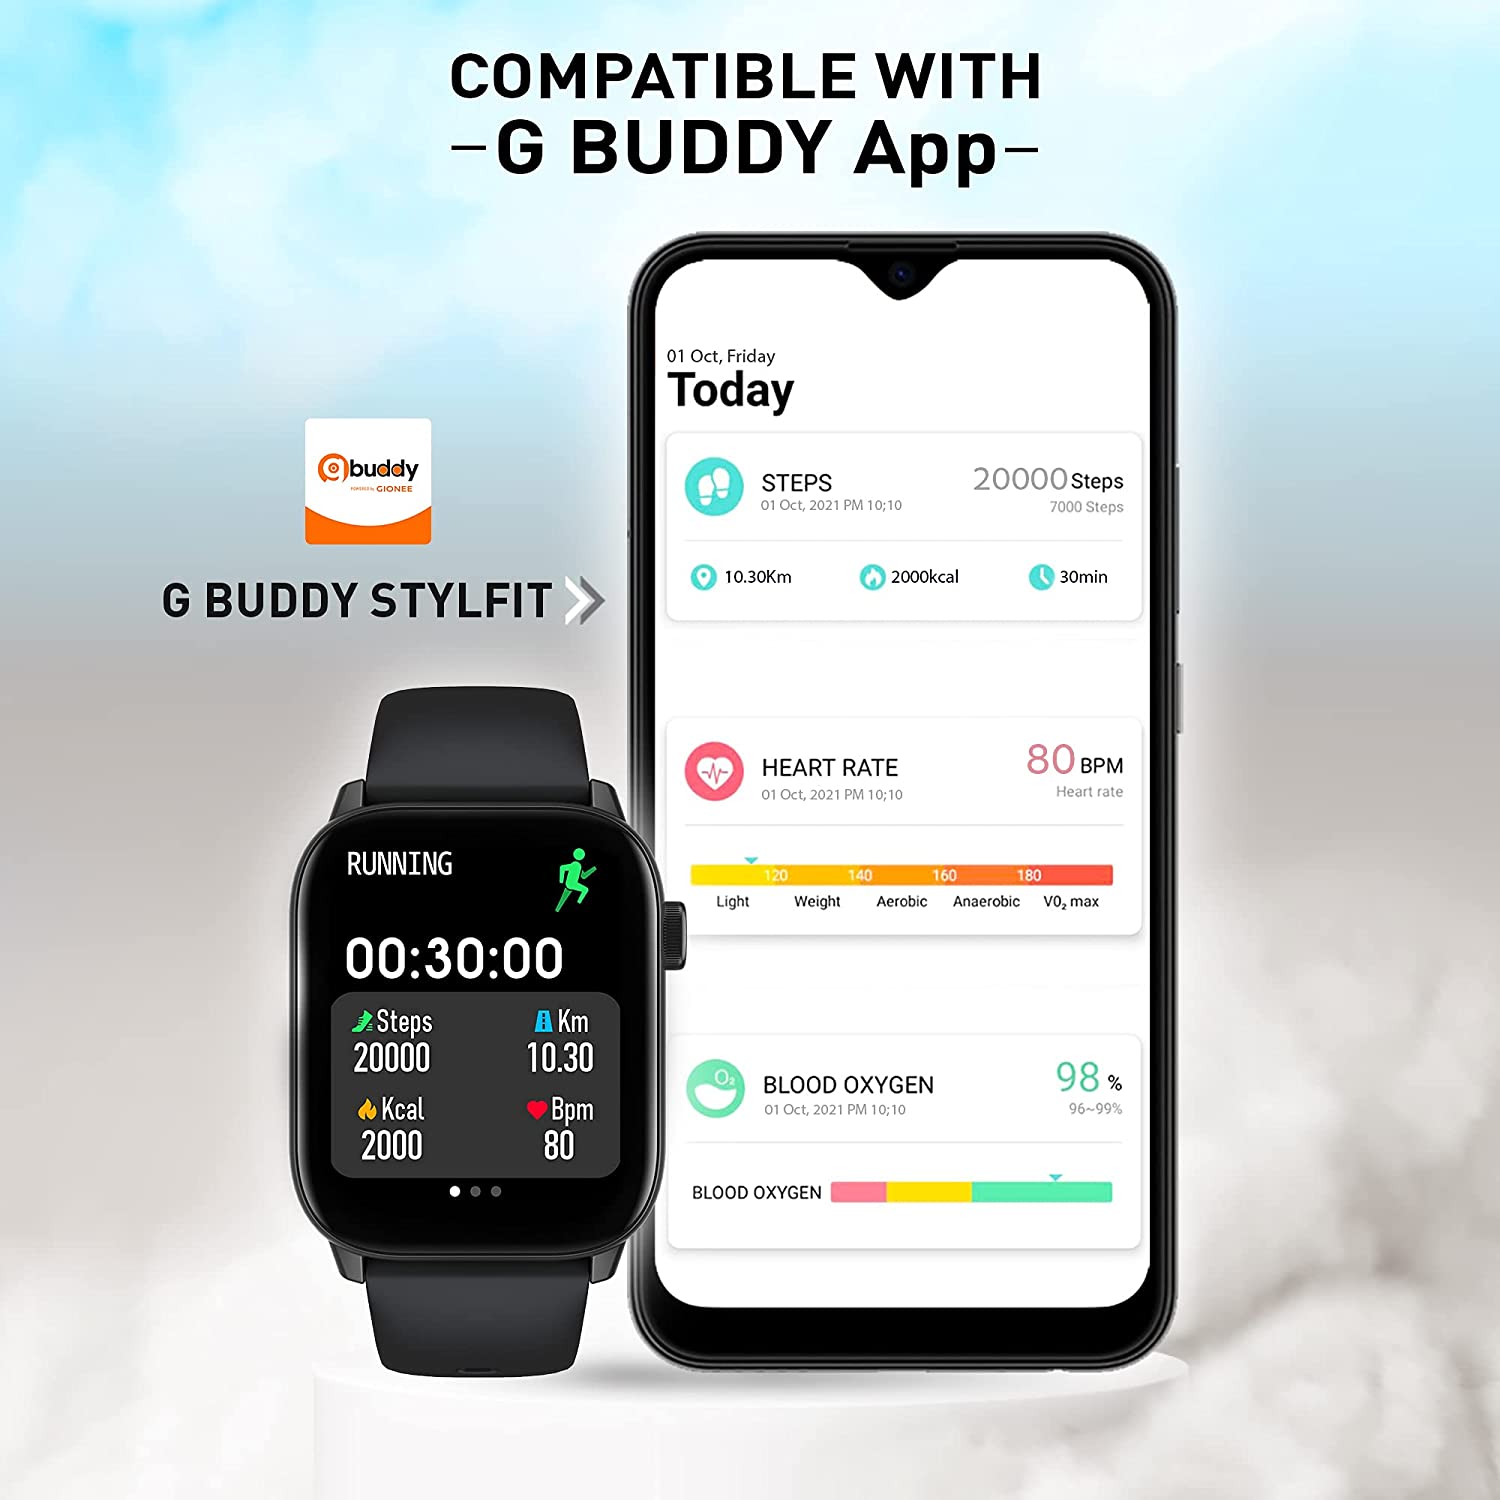 COMPATIBLE WITH
–G BUDDY App–
01 Oct, Friday
Today
STEPS
01 Oct, 2021 PM 10;10
20000 Steps
7000 Steps
10.30Km 2000kcal 30min
HEART RATE
01 Oct, 2021 PM 10;10
80 BPM
Heart rate
120 140 160 180
Light Weight Aerobic Anaerobic V0₂ max
O₂
BLOOD OXYGEN
01 Oct, 2021 PM 10;10
98 %
96~99%
BLOOD OXYGEN
gbuddy
POWERED by GIONEE
G BUDDY STYLFIT
RUNNING
00:30:00
Steps Km
20000 10.30
Kcal Bpm
2000 80